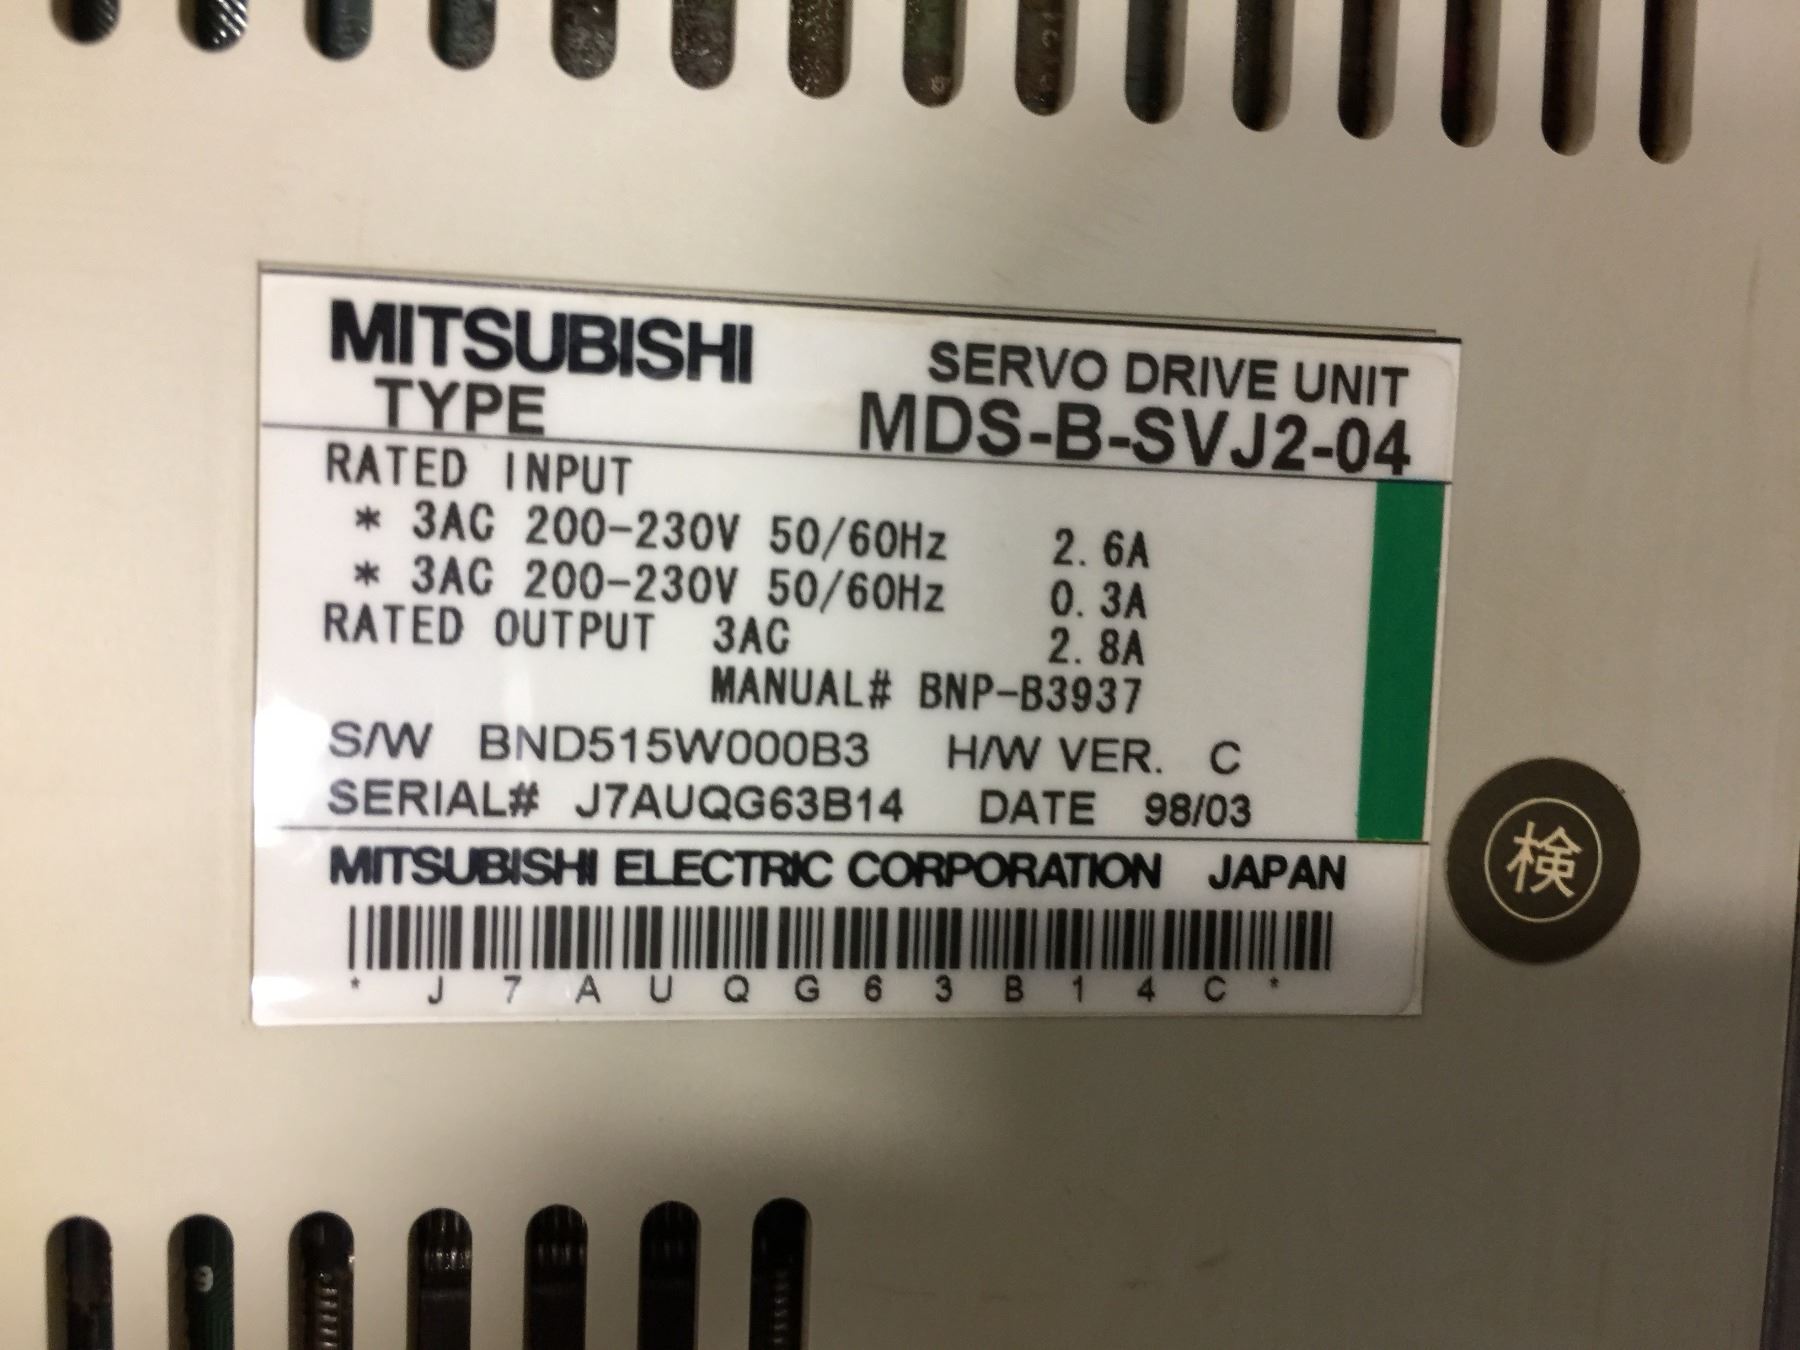 MITSUBISHI SERVO DRIVE UNIT
TYPE MDS-B-SVJ2-04
RATED INPUT
* 3AC 200-230V 50/60Hz 2.6A
* 3AC 200-230V 50/60Hz 0.3A
RATED OUTPUT 3AC 2.8A
MANUAL# BNP-B3937
S/W BND515W000B3 H/W VER. C
SERIAL# J7AUQG63B14 DATE 98/03
MITSUBISHI ELECTRIC CORPORATION JAPAN
* J 7 A U Q G 6 3 B 1 4 C *
検